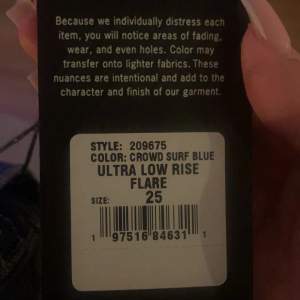 Because we individually distress each
item, you will notice areas of fading,
wear, and even holes. Color may
transfer onto lighter fabrics. These
nuances are intentional and add to the
character and finish of our garment.
STYLE: 209675
COLOR: CROWD SURF BLUE
ULTRA LOW RISE
FLARE
SIZE: 25
1 97516 84631 1